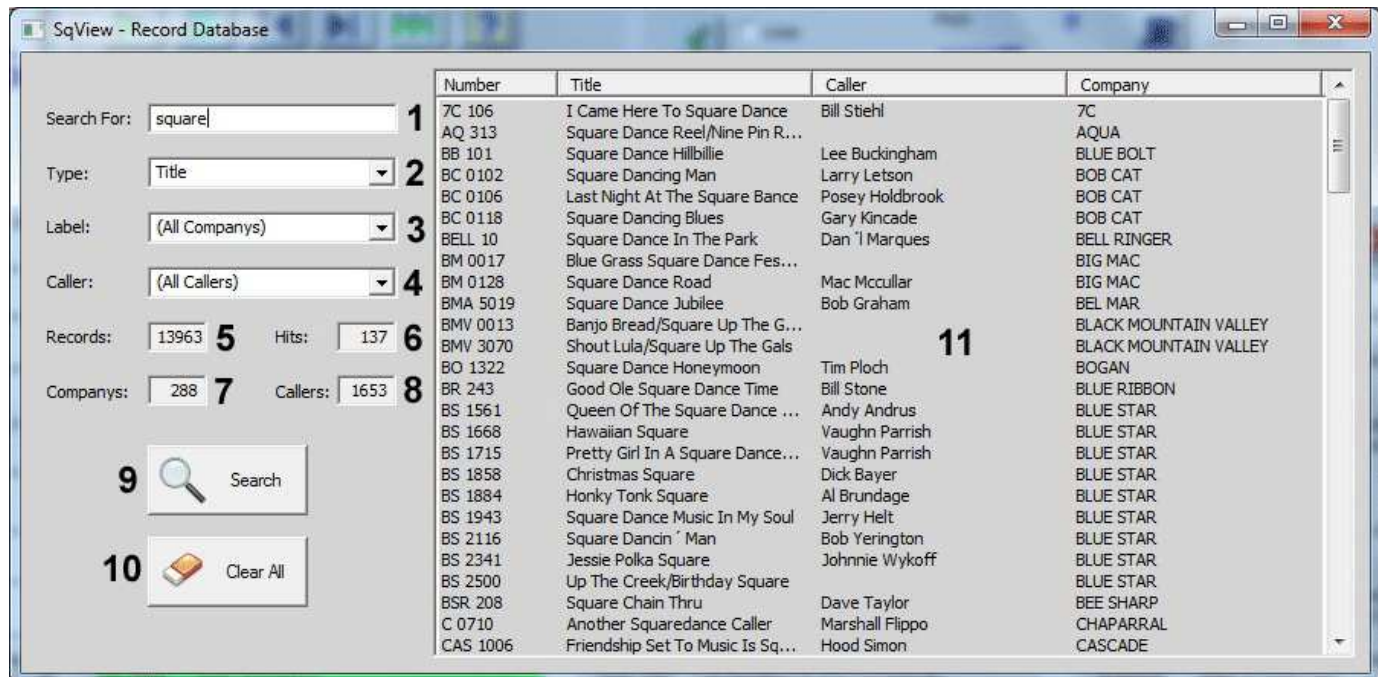 SqView - Record Database
Search For: square 1
Type: Title 2
Label: (All Companys) 3
Caller: (All Callers) 4
Records: 13963 5 Hits: 137 6
Companys: 288 7 Callers: 1653 8
9 Search
10 Clear All
Number Title Caller Company
7C 106 I Came Here To Square Dance Bill Stiehl 7C
AQ 313 Square Dance Reel/Nine Pin R... AQUA
BB 101 Square Dance Hillbillie Lee Buckingham BLUE BOLT
BC 0102 Square Dancing Man Larry Letson BOB CAT
BC 0106 Last Night At The Square Bance Posey Holdbrook BOB CAT
BC 0118 Square Dancing Blues Gary Kincade BOB CAT
BELL 10 Square Dance In The Park Dan ´l Marques BELL RINGER
BM 0017 Blue Grass Square Dance Fes... BIG MAC
BM 0128 Square Dance Road Mac Mccullar BIG MAC
BMA 5019 Square Dance Jubilee Bob Graham BEL MAR
BMV 0013 Banjo Bread/Square Up The G... BLACK MOUNTAIN VALLEY
BMV 3070 Shout Lula/Square Up The Gals 11 BLACK MOUNTAIN VALLEY
BO 1322 Square Dance Honeymoon Tim Ploch BOGAN
BR 243 Good Ole Square Dance Time Bill Stone BLUE RIBBON
BS 1561 Queen Of The Square Dance ... Andy Andrus BLUE STAR
BS 1668 Hawaiian Square Vaughn Parrish BLUE STAR
BS 1715 Pretty Girl In A Square Dance... Vaughn Parrish BLUE STAR
BS 1858 Christmas Square Dick Bayer BLUE STAR
BS 1884 Honky Tonk Square Al Brundage BLUE STAR
BS 1943 Square Dance Music In My Soul Jerry Helt BLUE STAR
BS 2116 Square Dancin´ Man Bob Yerington BLUE STAR
BS 2341 Jessie Polka Square Johnnie Wykoff BLUE STAR
BS 2500 Up The Creek/Birthday Square BLUE STAR
BSR 208 Square Chain Thru Dave Taylor BEE SHARP
C 0710 Another Squaredance Caller Marshall Flippo CHAPARRAL
CAS 1006 Friendship Set To Music Is Sq... Hood Simon CASCADE